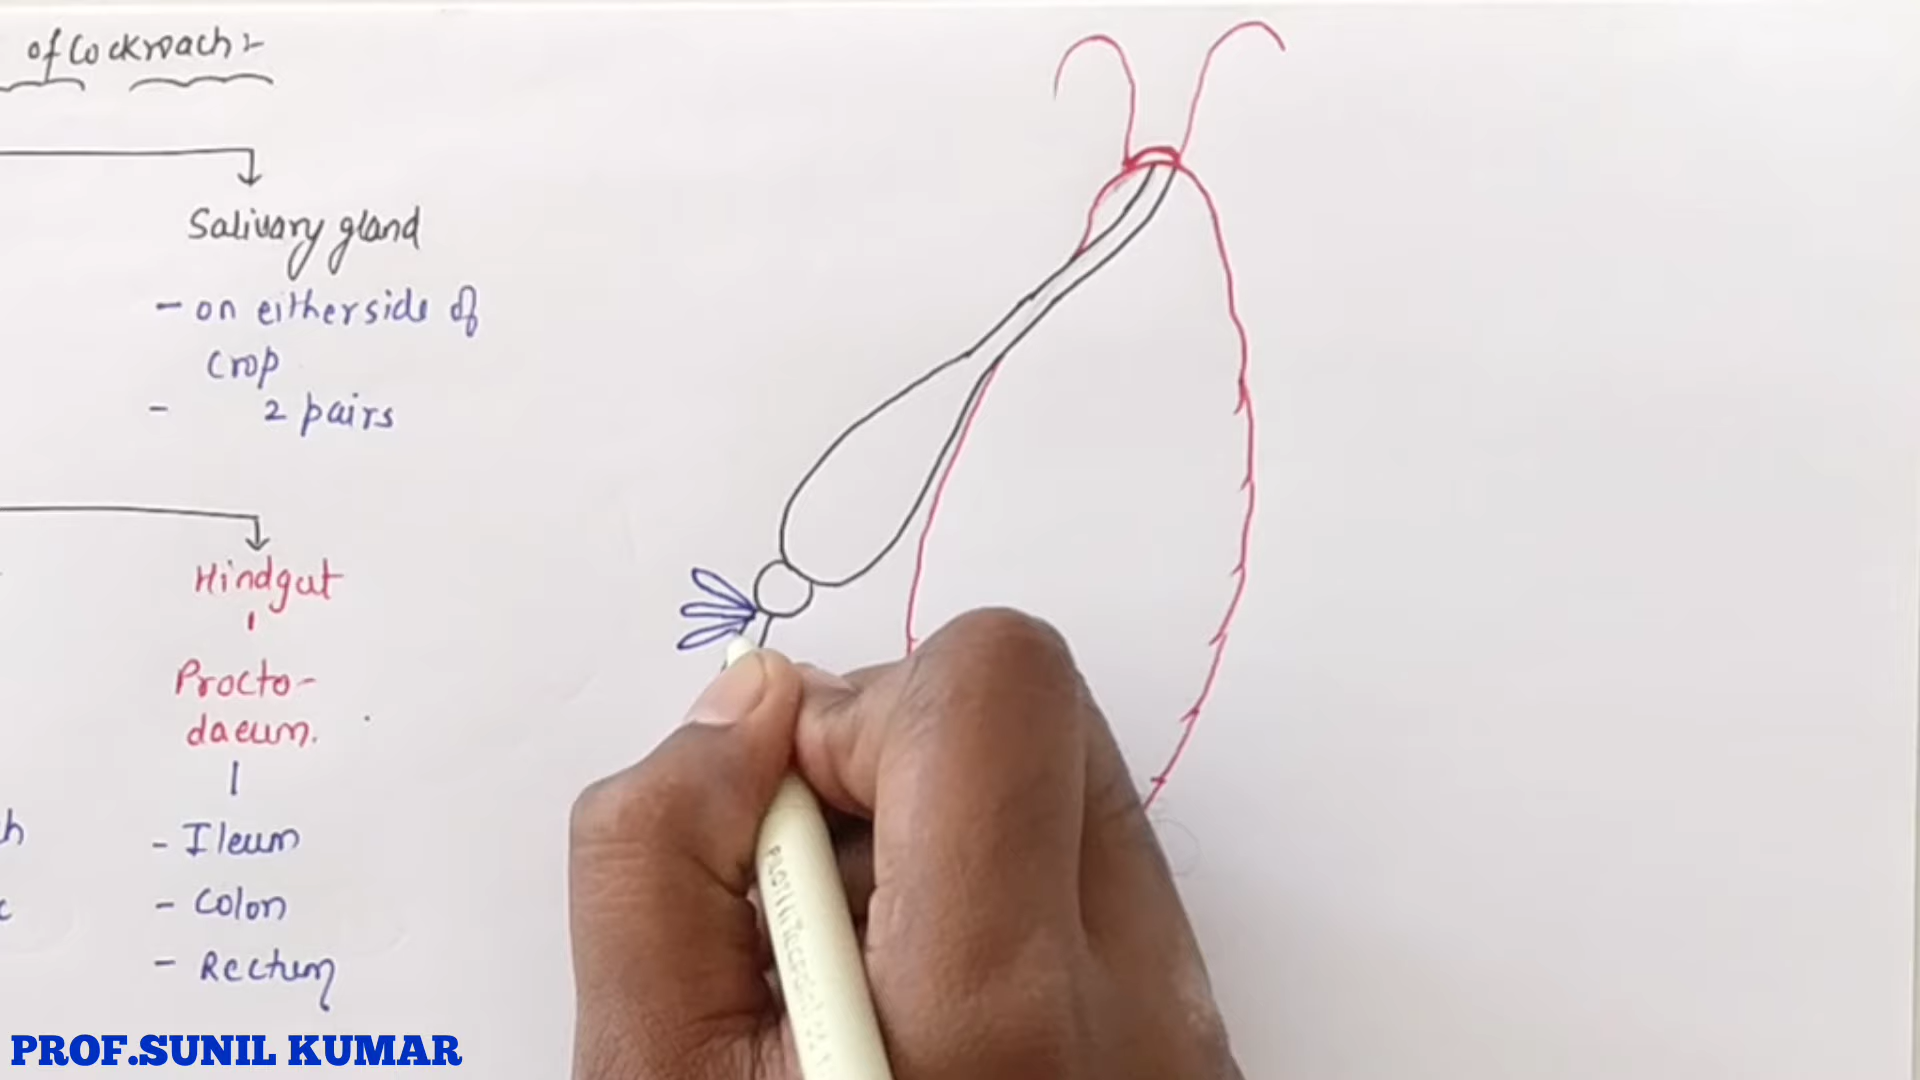 of Cockroach :-
Salivary gland
- on either side of
Crop
- 2 pairs
Hindgut
Procto-
daeum.
- Ileum
- Colon
- Rectum
PROF.SUNIL KUMAR